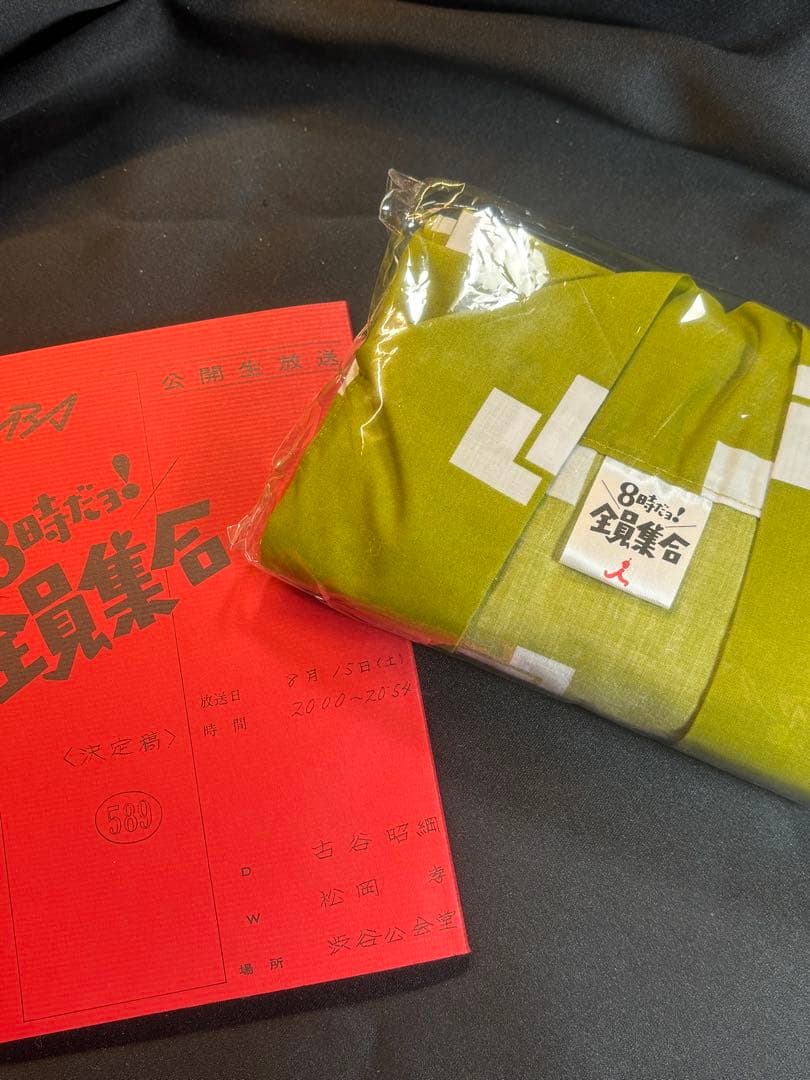 公開生放送
8時だョ!
全員集合
放送日 8月15日(土)
時間 20:00~20:54
〈決定稿〉
589
D 古谷昭綱
W 松岡孝
場所 渋谷公会堂
8時だョ!
全員集合